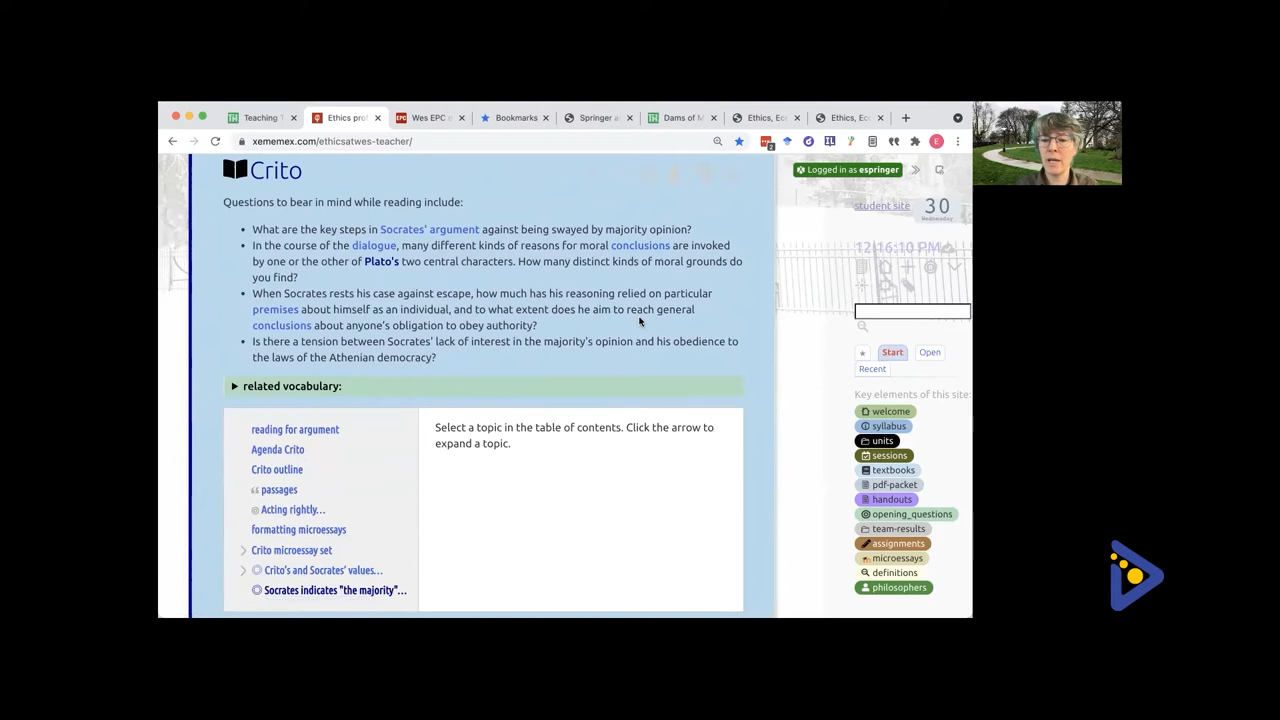 Teaching T
Ethics pro
Wes EPC p
Bookmarks
Springer a
Dams of M
Ethics, Ec
Ethics, Ec
xememex.com/ethicsatwes-teacher/
2
E
Crito
Questions to bear in mind while reading include:
• What are the key steps in Socrates' argument against being swayed by majority opinion?
• In the course of the dialogue, many different kinds of reasons for moral conclusions are invoked
by one or the other of Plato's two central characters. How many distinct kinds of moral grounds do
you find?
• When Socrates rests his case against escape, how much has his reasoning relied on particular
premises about himself as an individual, and to what extent does he aim to reach general
conclusions about anyone's obligation to obey authority?
• Is there a tension between Socrates' lack of interest in the majority's opinion and his obedience to
the laws of the Athenian democracy?
related vocabulary:
reading for argument
Agenda Crito
Crito outline
passages
Acting rightly...
formatting microessays
Crito microessay set
Crito's and Socrates' values...
Socrates indicates "the majority"...
Select a topic in the table of contents. Click the arrow to
expand a topic.
Logged in as espringer
student site
30
Wednesday
12:16:10 PM
Start
Open
Recent
Key elements of this site:
welcome
syllabus
units
sessions
textbooks
pdf-packet
handouts
opening_questions
team-results
assignments
microessays
definitions
philosophers